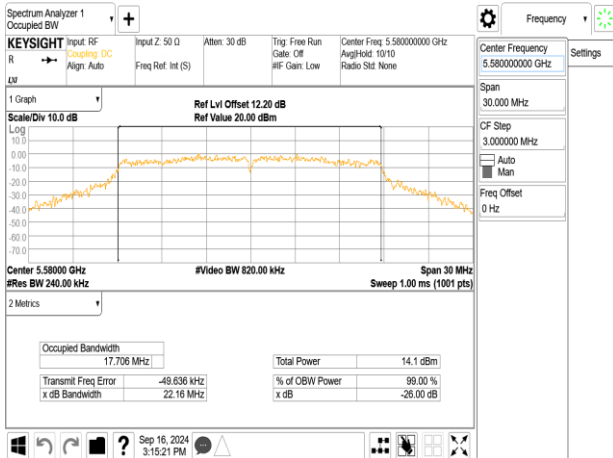 Spectrum Analyzer 1
Occupied BW
Frequency
KEYSIGHT
R
LXI
Input: RF
Coupling: DC
Align: Auto
Input Z: 50 Ω
Freq Ref: Int (S)
Atten: 30 dB
Trig: Free Run
Gate: Off
#IF Gain: Low
Center Freq: 5.580000000 GHz
Avg|Hold: 10/10
Radio Std: None
Center Frequency
5.580000000 GHz
Settings
Span
30.000 MHz
CF Step
3.000000 MHz
Auto
Man
Freq Offset
0 Hz
1 Graph
Scale/Div 10.0 dB
Ref Lvl Offset 12.20 dB
Ref Value 20.00 dBm
Log
10.0
0.00
-10.0
-20.0
-30.0
-40.0
-50.0
-60.0
-70.0
Center 5.58000 GHz
#Video BW 820.00 kHz
Span 30 MHz
#Res BW 240.00 kHz
Sweep 1.00 ms (1001 pts)
2 Metrics
Occupied Bandwidth
17.706 MHz
Total Power 14.1 dBm
Transmit Freq Error -49.636 kHz
% of OBW Power 99.00 %
x dB Bandwidth 22.16 MHz
x dB -26.00 dB
?
Sep 16, 2024
3:15:21 PM